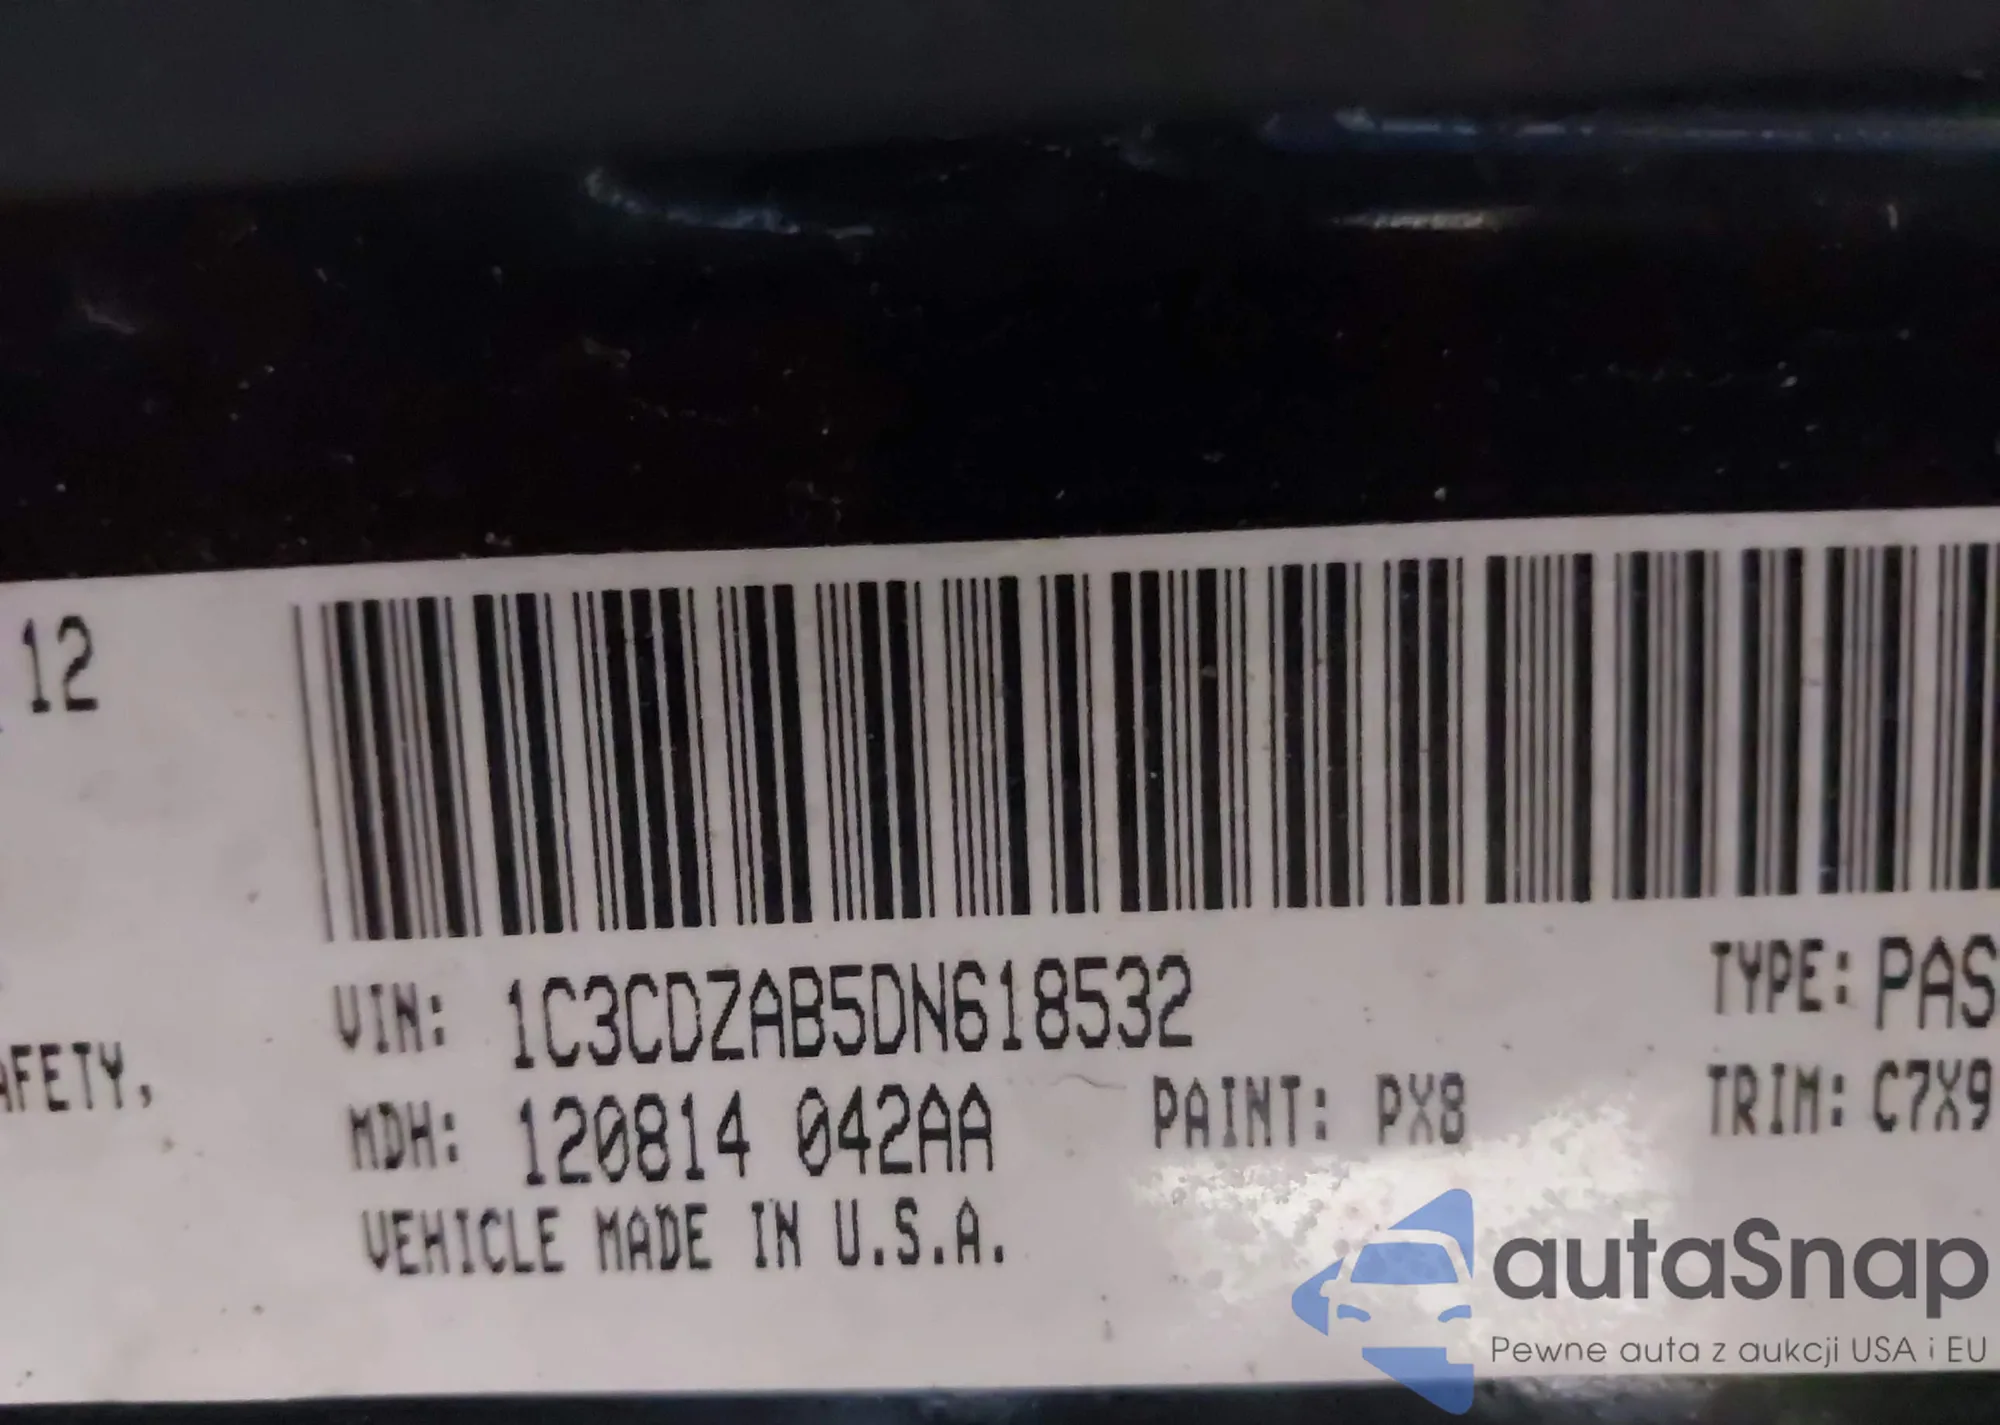 12
VIN: 1C3CDZAB5DN618532
TYPE: PAS
AFETY,
MDH: 120814 042AA
PAINT: PX8
TRIM: C7X9
VEHICLE MADE IN U.S.A.
autaSnap
Pewne auta z aukcji USA i EU